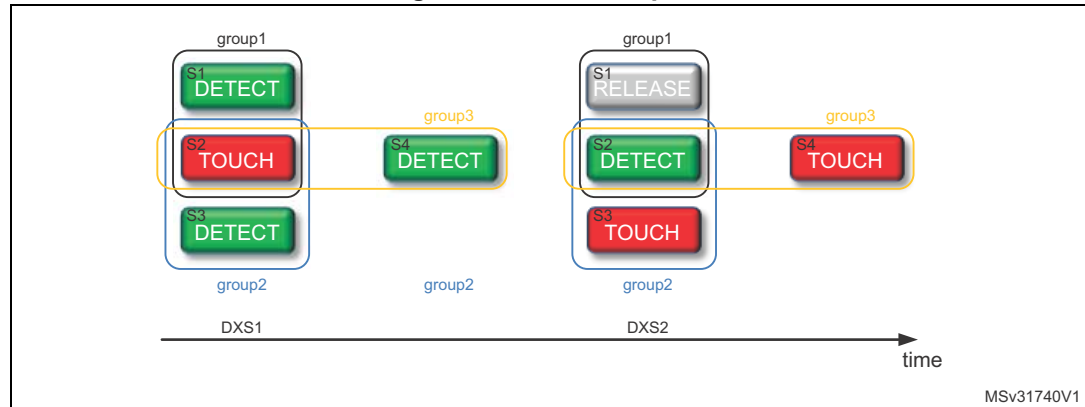 group1
group1
S1
DETECT
S1
RELEASE
group3
group3
S2
TOUCH
S4
DETECT
S2
DETECT
S4
TOUCH
S3
DETECT
S3
TOUCH
group2
group2
group2
DXS1
DXS2
time
MSv31740V1